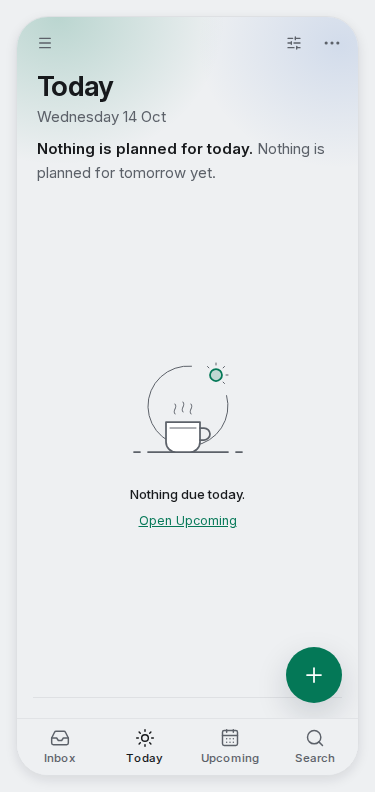 Today
Wednesday 14 Oct
Nothing is planned for today. Nothing is
planned for tomorrow yet.
Nothing due today.
Open Upcoming
Inbox
Today
Upcoming
Search